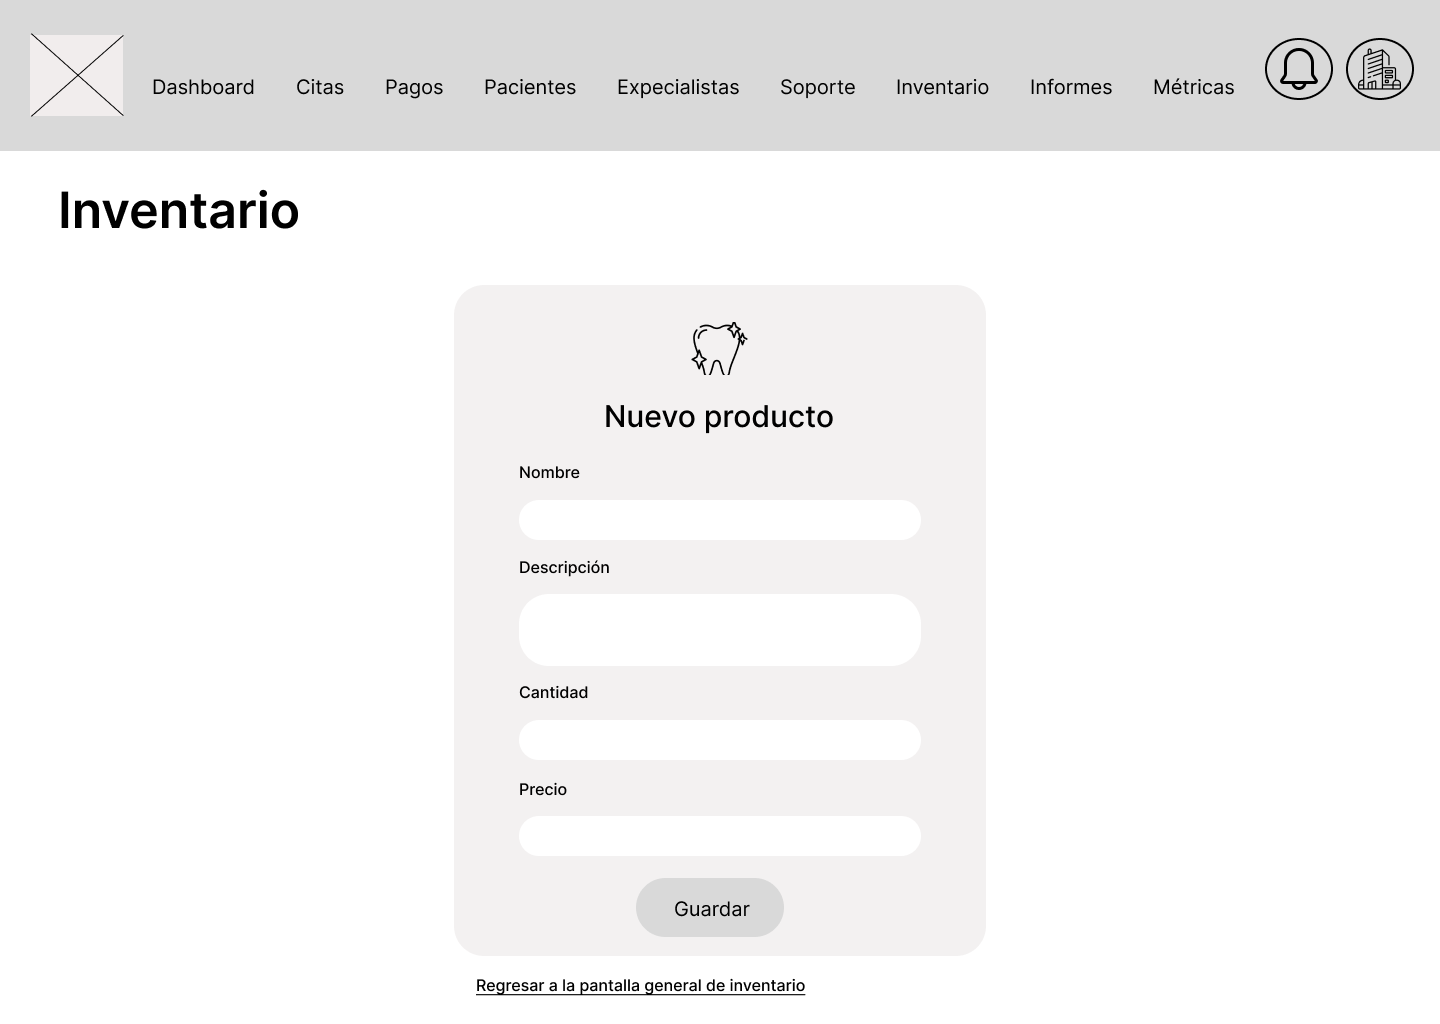 Dashboard Citas Pagos Pacientes Expecialistas Soporte Inventario Informes Métricas
Inventario
Nuevo producto
Nombre
Descripción
Cantidad
Precio
Guardar
Regresar a la pantalla general de inventario